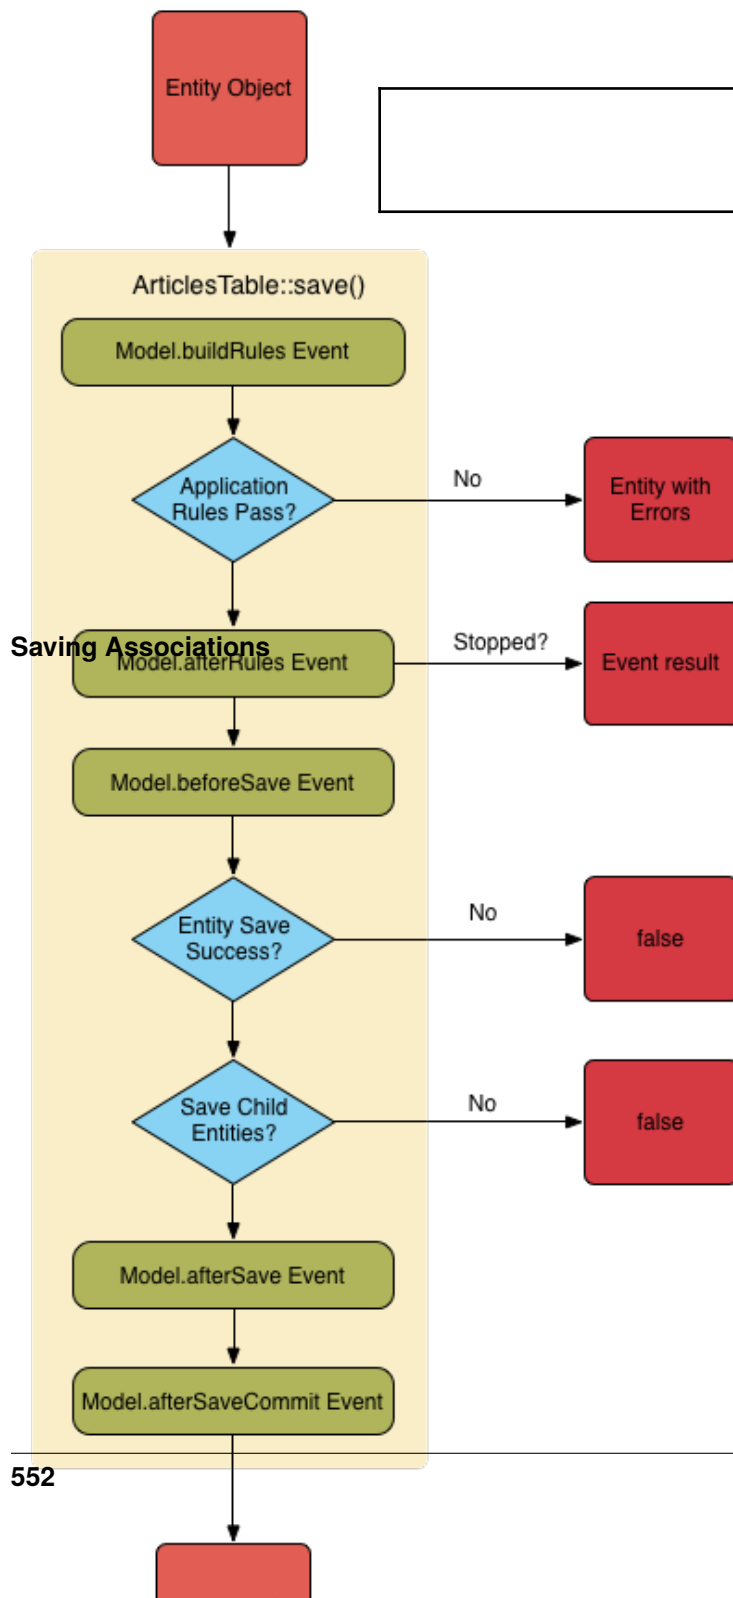 Entity Object
ArticlesTable::save()
Model.buildRules Event
Application
Rules Pass?
No
Entity with
Errors
Saving Associations
Model.afterRules Event
Stopped?
Event result
Model.beforeSave Event
Entity Save
Success?
No
false
Save Child
Entities?
No
false
Model.afterSave Event
Model.afterSaveCommit Event
552